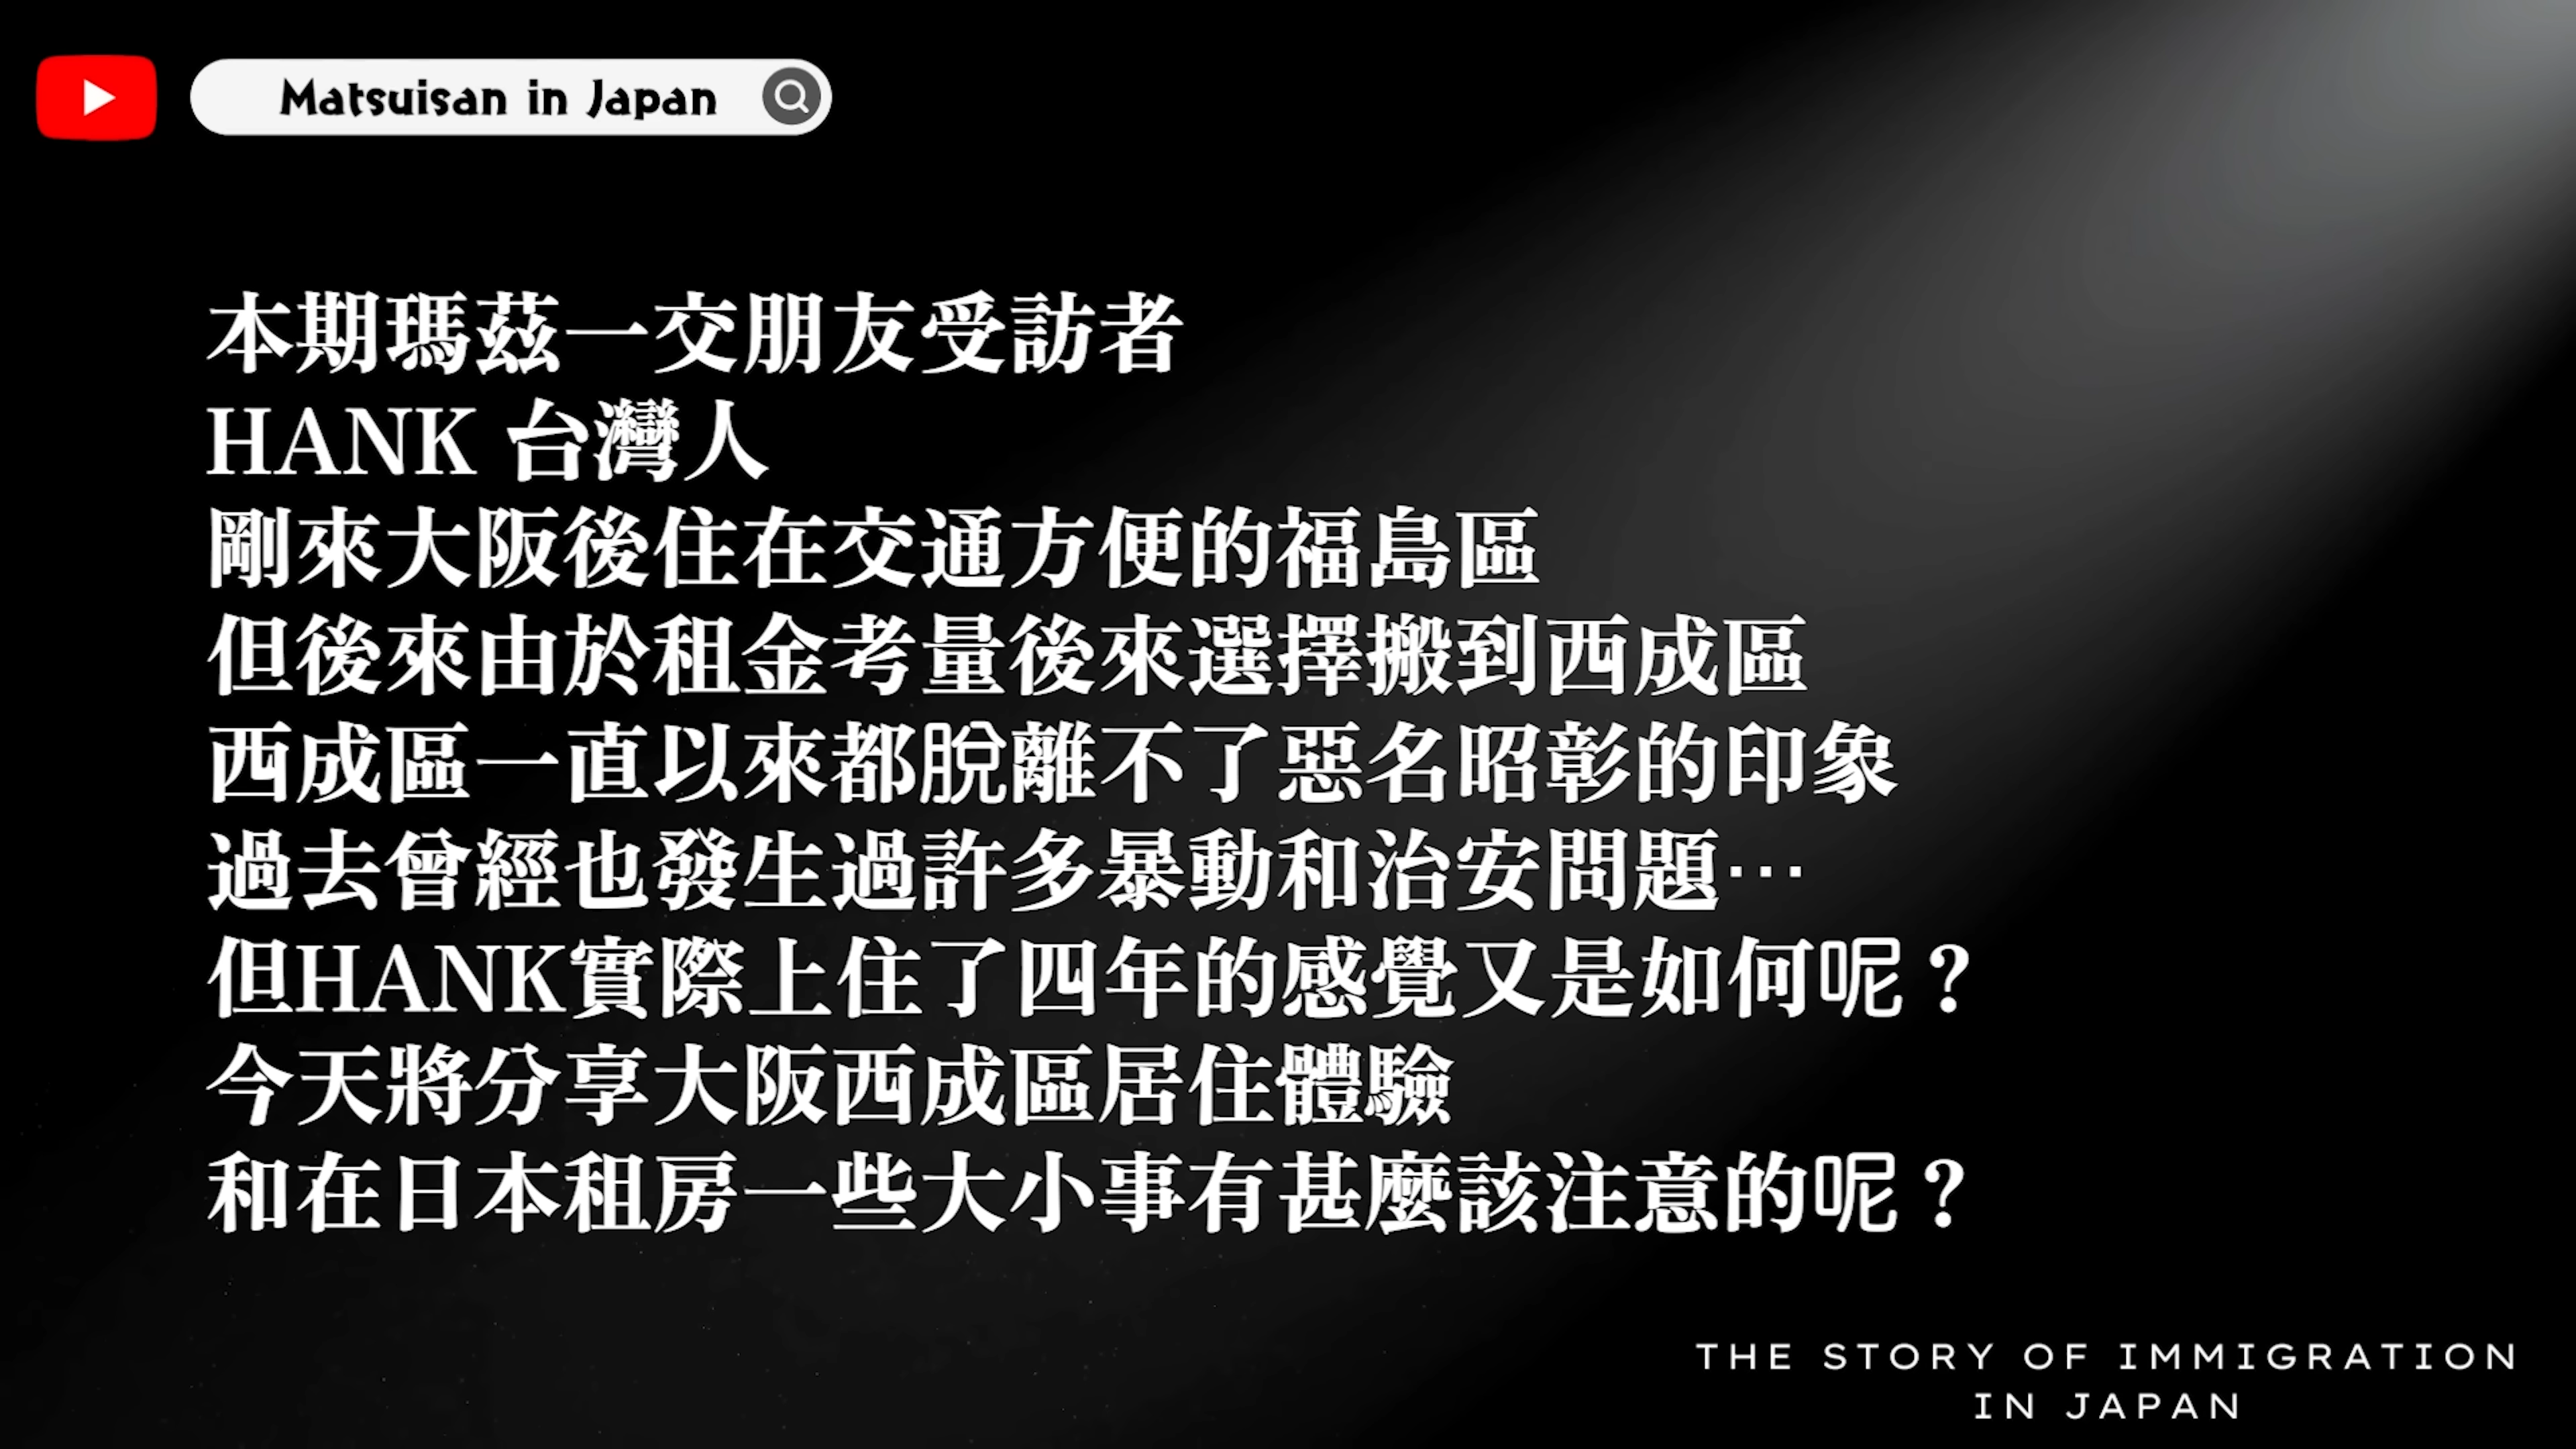 Matsuisan in Japan
本期瑪茲一交朋友受訪者
HANK 台灣人
剛來大阪後住在交通方便的福島區
但後來由於租金考量後來選擇搬到西成區
西成區一直以來都脫離不了惡名昭彰的印象
過去曾經也發生過許多暴動和治安問題…
但HANK實際上住了四年的感覺又是如何呢？
今天將分享大阪西成區居住體驗
和在日本租房一些大小事有甚麼該注意的呢？
THE STORY OF IMMIGRATION
IN JAPAN